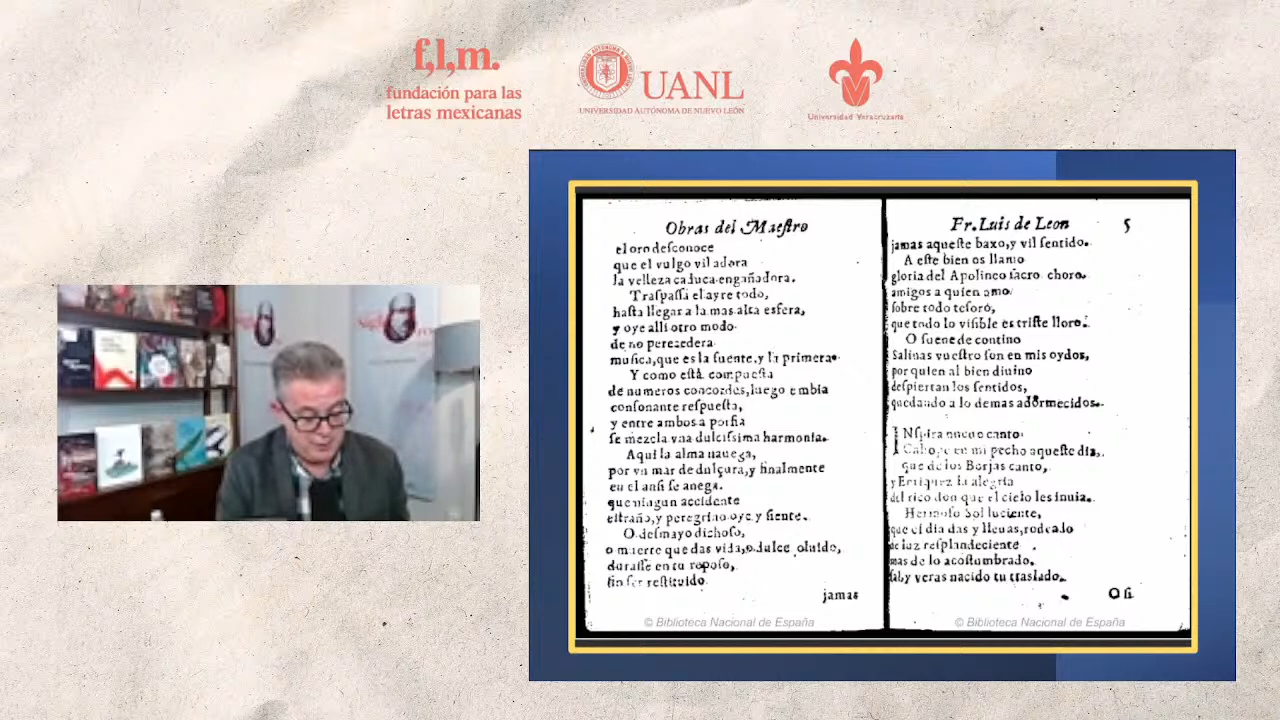 f,l,m.
fundación para las
letras mexicanas
UANL
UNIVERSIDAD AUTÓNOMA DE NUEVO LEÓN
Universidad Veracruzana
Obras del Maeſtro
el oro deſconoce
que el vulgo vil adora
la velleza caduca engañadora.
Traſpaſſa el ayre todo,
haſta llegar a la mas alta eſfera,
y oye alli otro modo
de no perezedera
muſica, que es la fuente, y la primera.
Y como eſtà compueſta
de numeros concordes, luego embia
conſonante reſpueſta,
y entre ambos a porfia
ſe mezcla vna dulciſsima harmonia.
Aqui la alma nauega,
por vn mar de dulçura, y finalmente
en el anſi ſe anega.
que ningun accidente
eſtraño, y peregrino oye, y ſiente.
O deſmayo dichoſo,
o muerte que das vida, o dulce oluido,
duraſſe en tu repoſo,
ſin ſer reſtituido
jamas
© Biblioteca Nacional de España
Fr. Luis de Leon 5
jamas aqueſte baxo, y vil ſentido.
A eſte bien os llamo
gloria del Apolineo ſacro choro.
amigos a quien amo
ſobre todo teſoro,
que todo lo viſible es triſte lloro.
O ſuene de contino
Salinas vueſtro ſon en mis oydos,
por quien al bien diuino
deſpiertan los ſentidos,
quedando a lo demas adormecidos.
INſpira nueuo canto
Caliope en mi pecho aqueſte dia,
que de los Borjas canto,
y Enriquez la alegria
del rico don que el cielo les inuia.
Hermoſo Sol luciente,
que el dia das y lleuas, rodeado
de luz reſplandeciente
mas de lo acoſtumbrado,
ſal, y veras nacido tu traslado.
O ſi
© Biblioteca Nacional de España